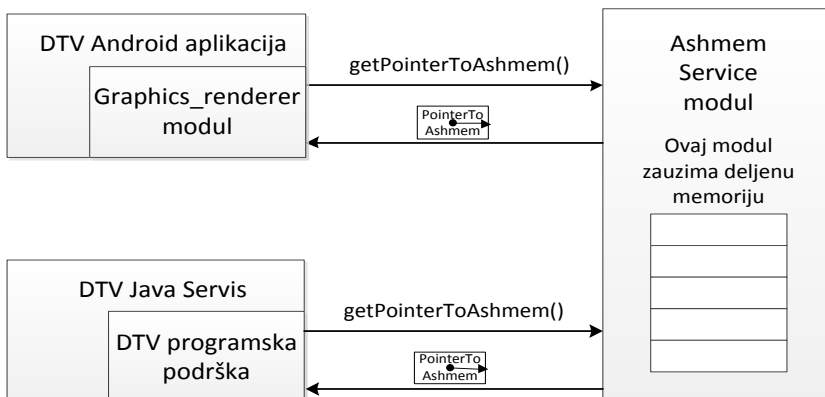 DTV Android aplikacija
Graphics_renderer
modul
getPointerToAshmem()
PointerTo
Ashmem
Ashmem
Service
modul
Ovaj modul
zauzima deljenu
memoriju
DTV Java Servis
DTV programska
podrška
getPointerToAshmem()
PointerTo
Ashmem